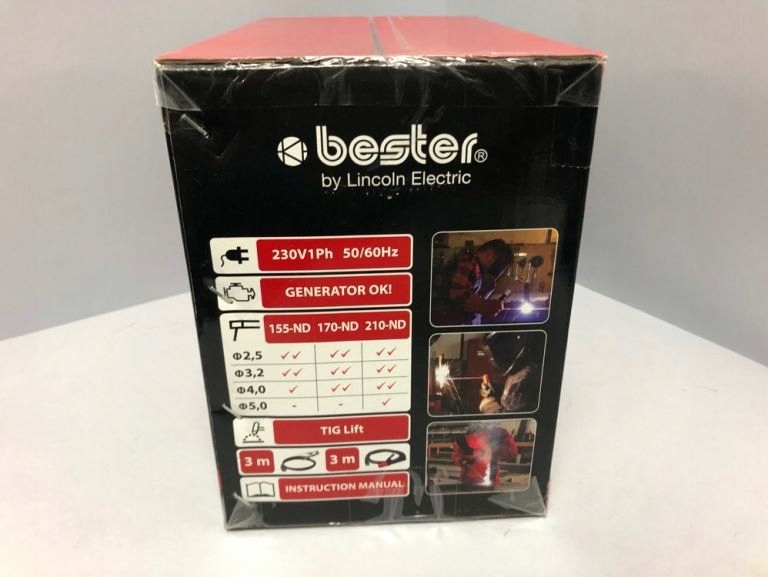 bester®
by Lincoln Electric
230V1Ph 50/60Hz
GENERATOR OK!
155-ND 170-ND 210-ND
Φ2,5 ✓✓ ✓✓ ✓✓
Φ3,2 ✓✓ ✓✓ ✓✓
Φ4,0 ✓ ✓✓ ✓✓
Φ5,0 - - ✓
TIG Lift
3 m 3 m
INSTRUCTION MANUAL